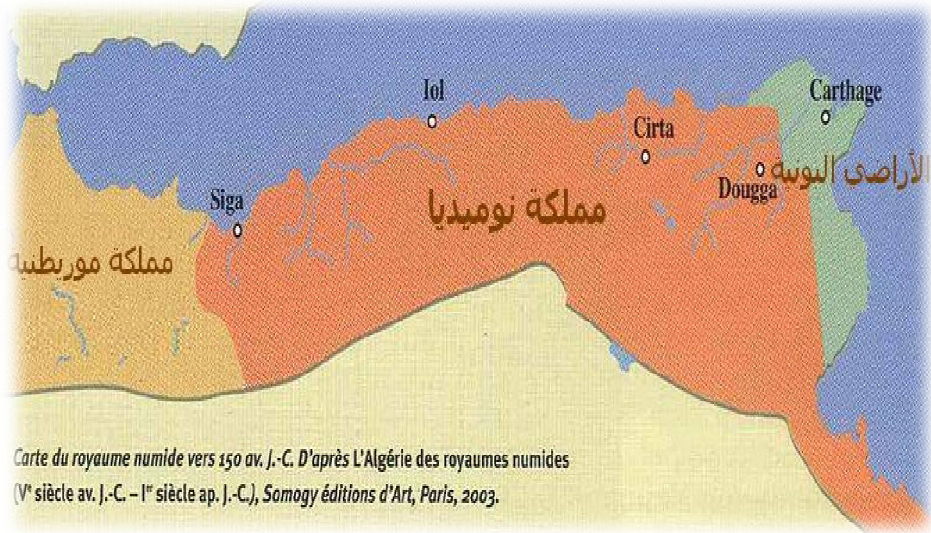 Iol
Carthage
Cirta
الأراضي البونية
Dougga
Siga
مملكة نوميديا
مملكة موريطنية
Carte du royaume numide vers 150 av. J.-C. D'après L'Algérie des royaumes numides
(Vᵉ siècle av. J.-C. – Iᵉʳ siècle ap. J.-C.), Somogy éditions d'Art, Paris, 2003.